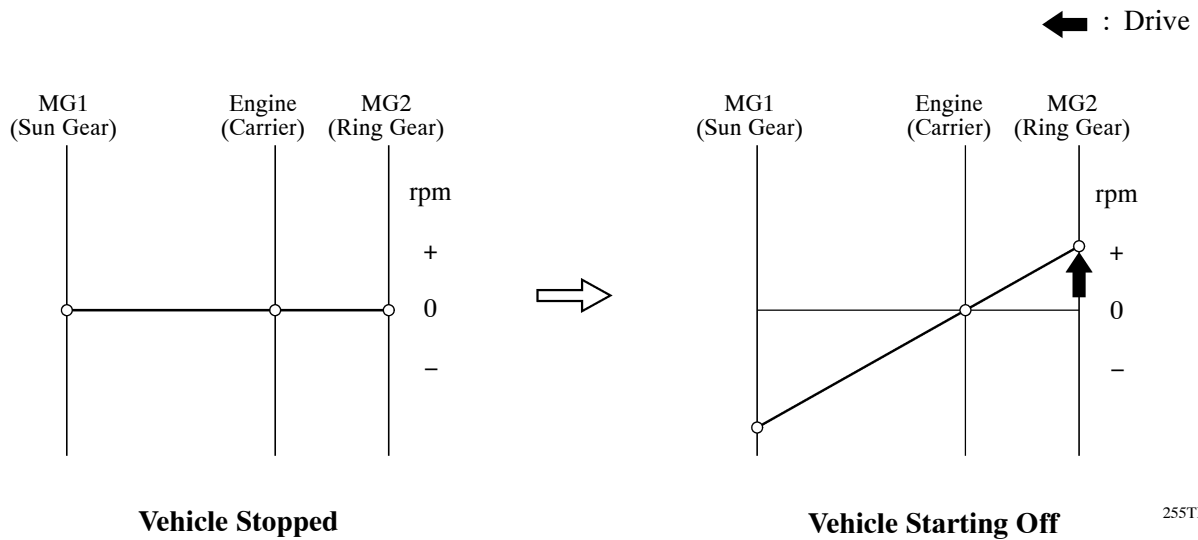 : Drive
MG1
(Sun Gear)
Engine
(Carrier)
MG2
(Ring Gear)
rpm
+
0
−
Vehicle Stopped
MG1
(Sun Gear)
Engine
(Carrier)
MG2
(Ring Gear)
rpm
+
0
−
Vehicle Starting Off